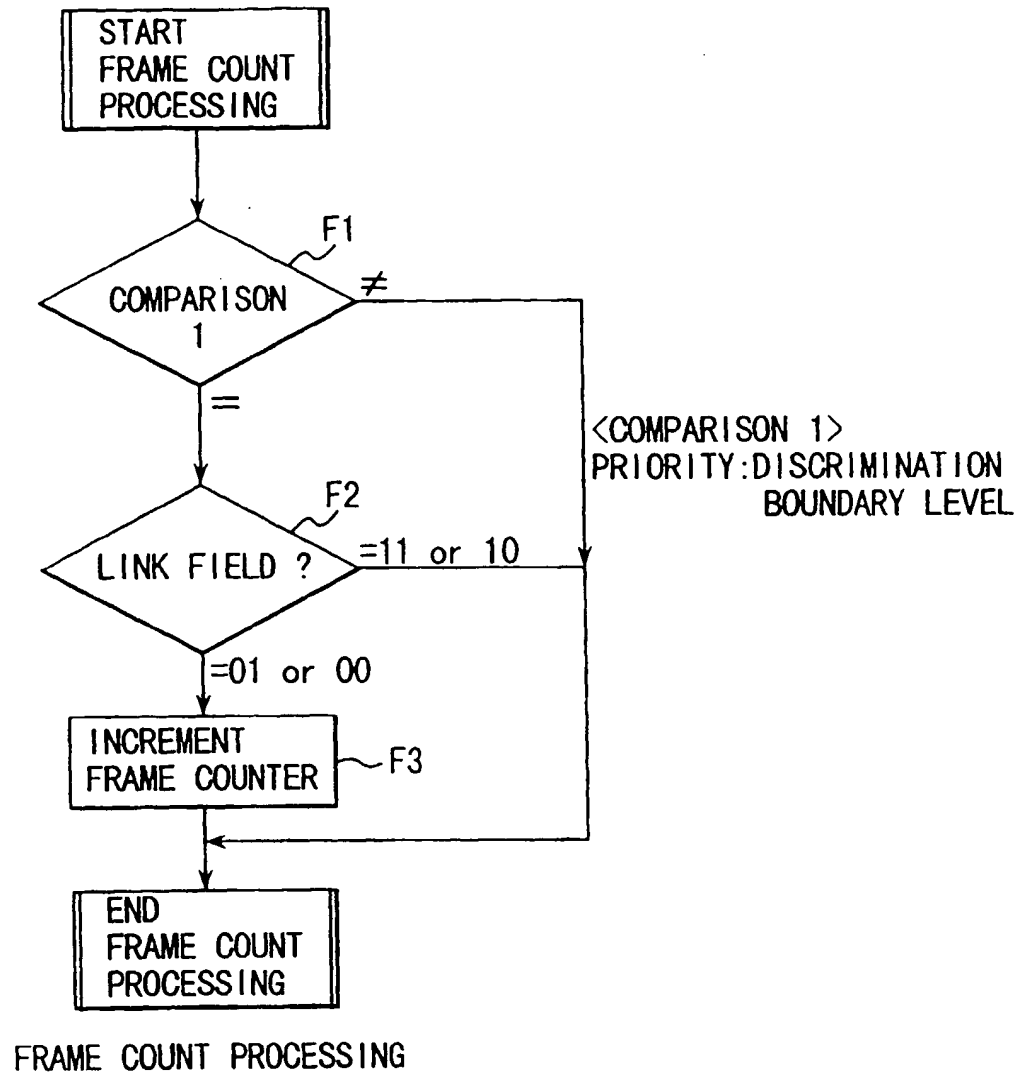 START
FRAME COUNT
PROCESSING
F1
COMPARISON
1
≠
=
<COMPARISON 1>
PRIORITY:DISCRIMINATION
BOUNDARY LEVEL
F2
LINK FIELD ?
=11 or 10
=01 or 00
INCREMENT
FRAME COUNTER
F3
END
FRAME COUNT
PROCESSING
FRAME COUNT PROCESSING